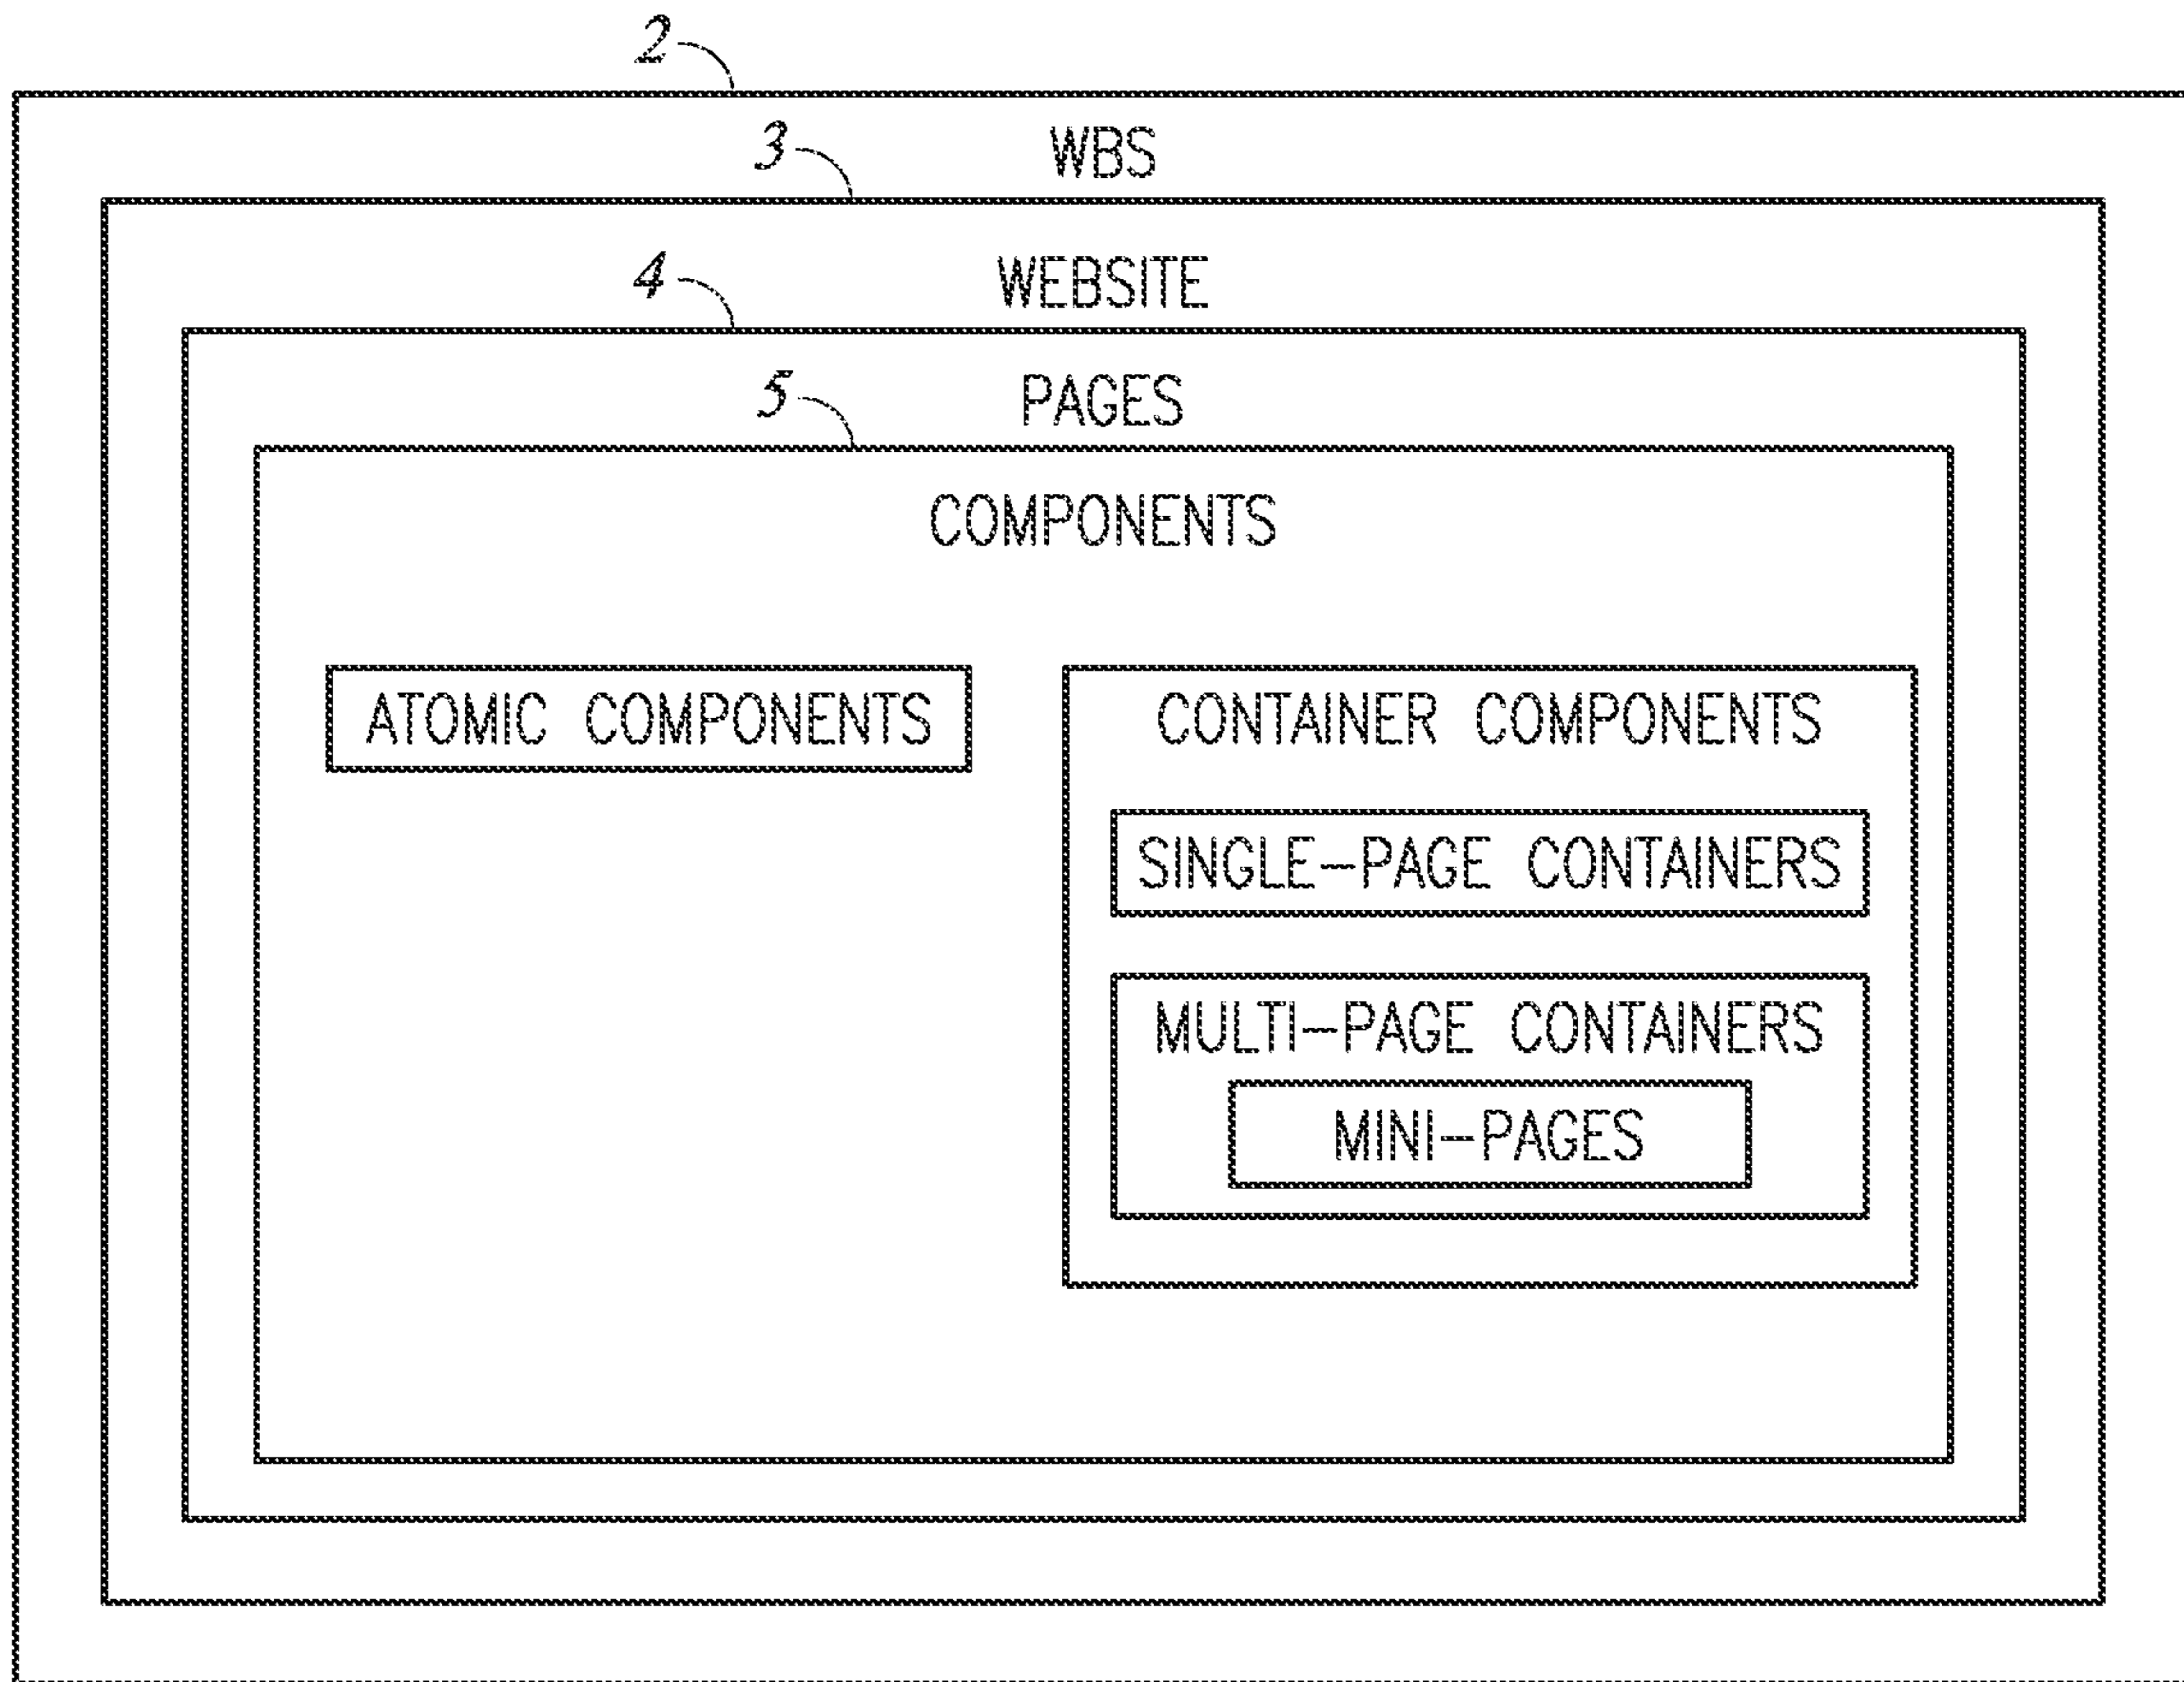 2
WBS
3
WEBSITE
4
PAGES
5
COMPONENTS
ATOMIC COMPONENTS
CONTAINER COMPONENTS
SINGLE-PAGE CONTAINERS
MULTI-PAGE CONTAINERS
MINI-PAGES